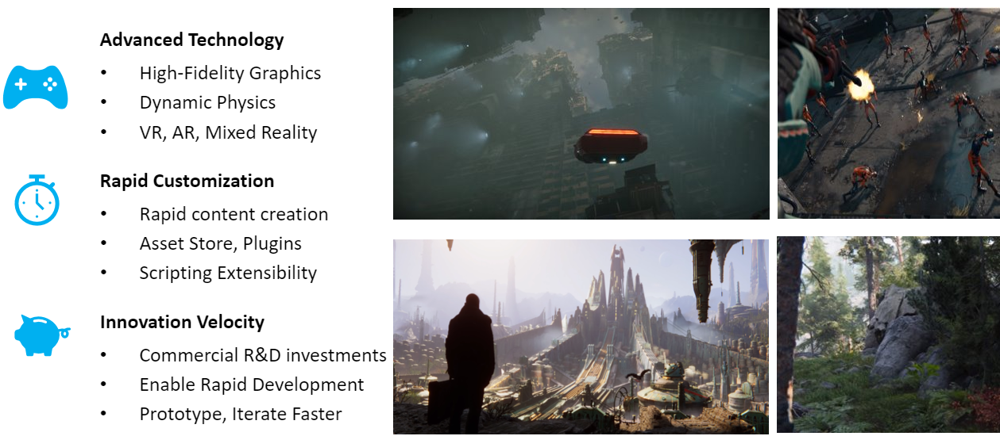 Advanced Technology
• High-Fidelity Graphics
• Dynamic Physics
• VR, AR, Mixed Reality
Rapid Customization
• Rapid content creation
• Asset Store, Plugins
• Scripting Extensibility
Innovation Velocity
• Commercial R&D investments
• Enable Rapid Development
• Prototype, Iterate Faster